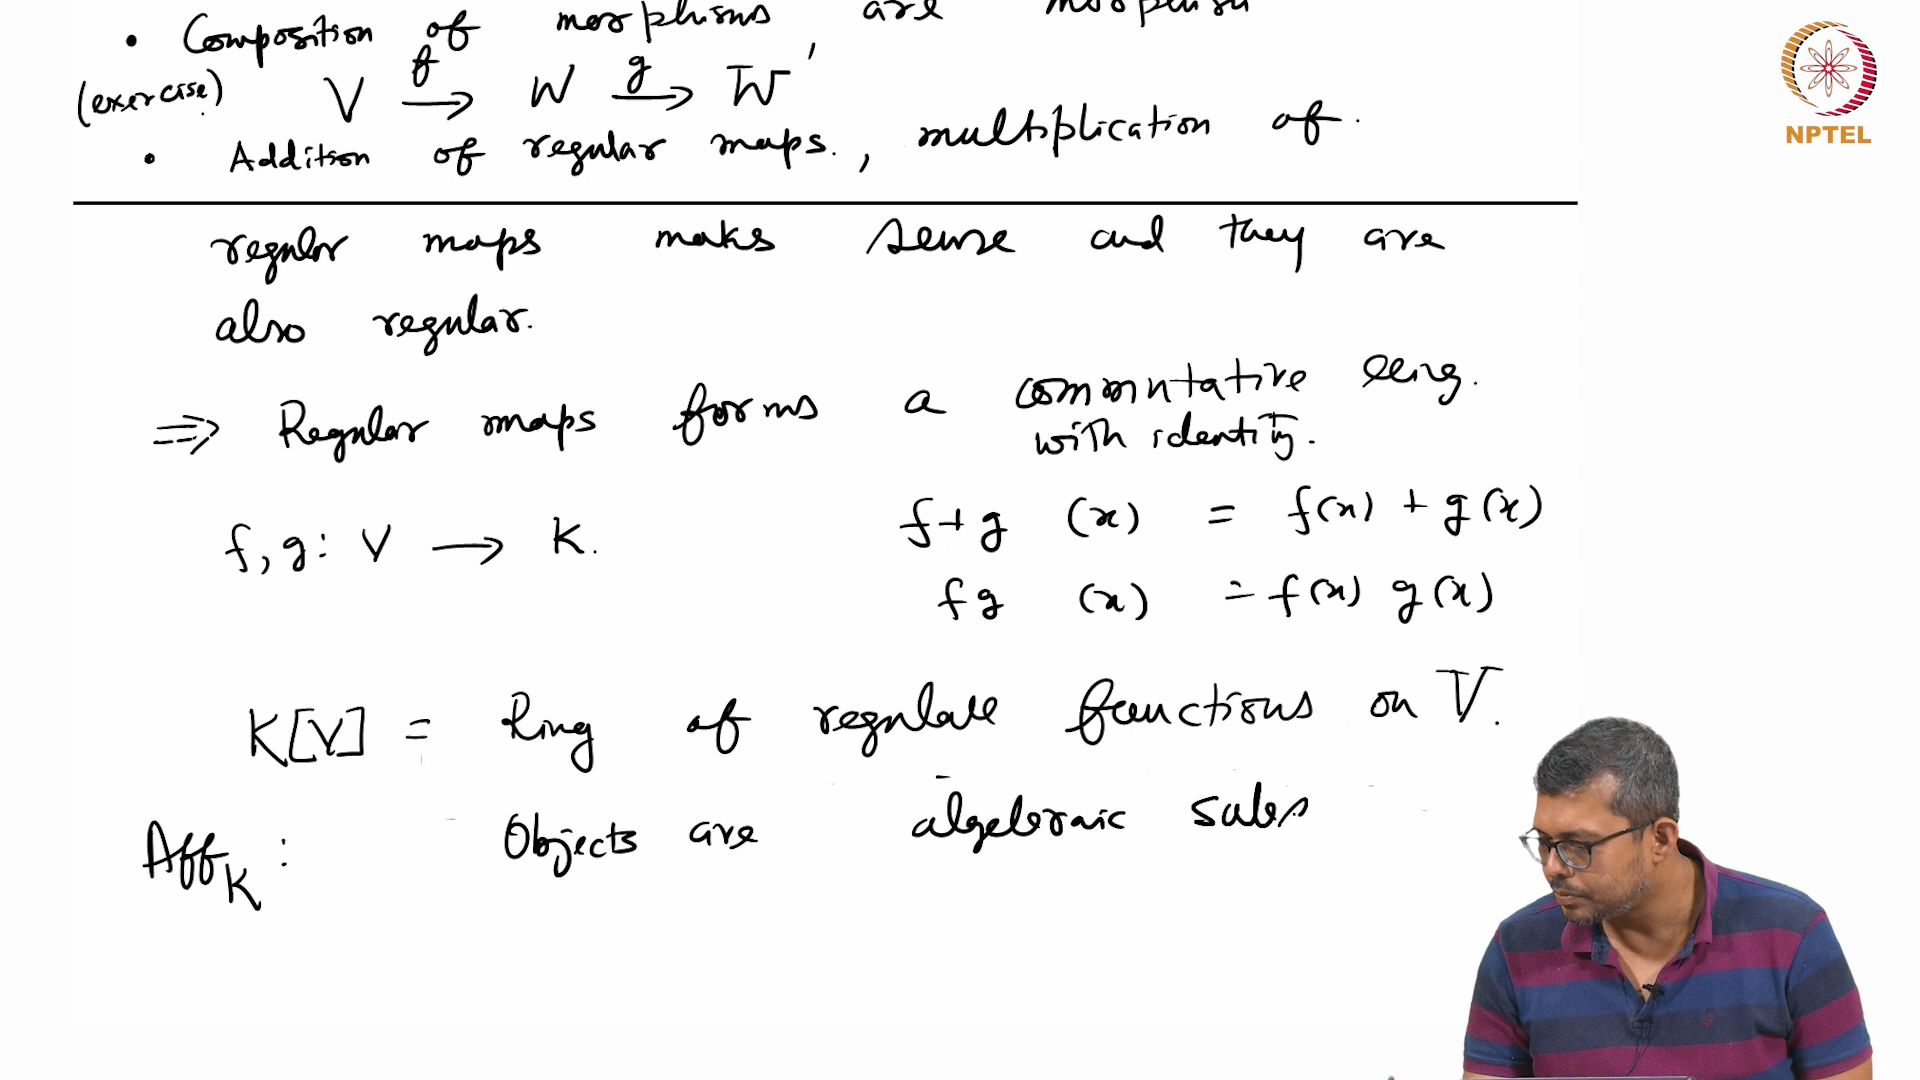 • Composition of morphisms are morphism
(exercise) V f→ W g→ W'
• Addition of regular maps., multiplication of.
NPTEL
regular maps maks sense and they are
also regular.
⇒ Regular maps forms a commutative ring.
with identity.
f, g : V → K. f+g (x) = f(x) + g(x)
fg (x) = f(x) g(x)
K[V] = Ring of regular functions on V.
Aff_K : Objects are algebraic